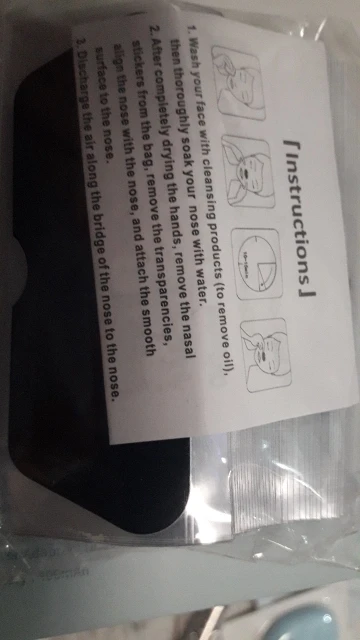 「Instructions」
1. Wash your face with cleansing products (to remove oil),
then thoroughly soak your nose with water.
2. After completely drying the hands, remove the nasal
stickers from the bag, remove the transparencies,
align the nose with the nose, and attach the smooth
surface to the nose.
3. Discharge the air along the bridge of the nose to the nose.